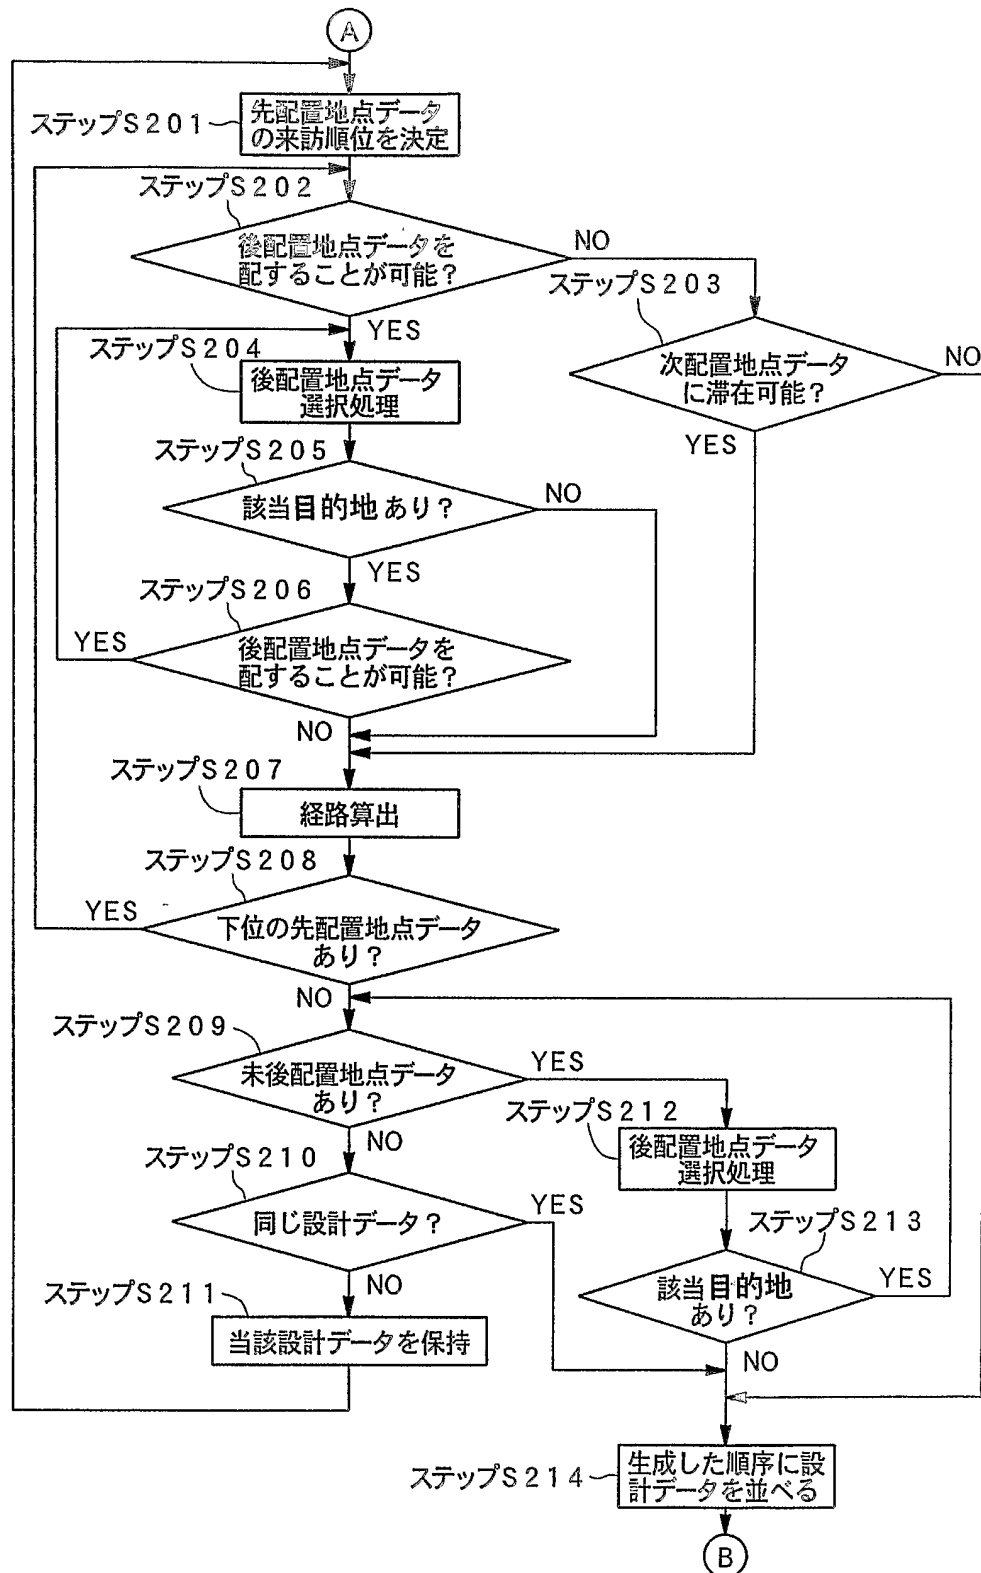 A
ステップS201
先配置地点データ
の来訪順位を決定
ステップS202
後配置地点データを
配することが可能？
NO
YES
ステップS203
次配置地点データ
に滞在可能？
NO
YES
ステップS204
後配置地点データ
選択処理
ステップS205
該当目的地あり？
NO
YES
ステップS206
後配置地点データを
配することが可能？
YES
NO
ステップS207
経路算出
ステップS208
下位の先配置地点データ
あり？
YES
NO
ステップS209
未後配置地点データ
あり？
YES
NO
ステップS212
後配置地点データ
選択処理
ステップS210
同じ設計データ？
YES
NO
ステップS213
該当目的地
あり？
YES
NO
ステップS211
当該設計データを保持
ステップS214
生成した順序に設
計データを並べる
B